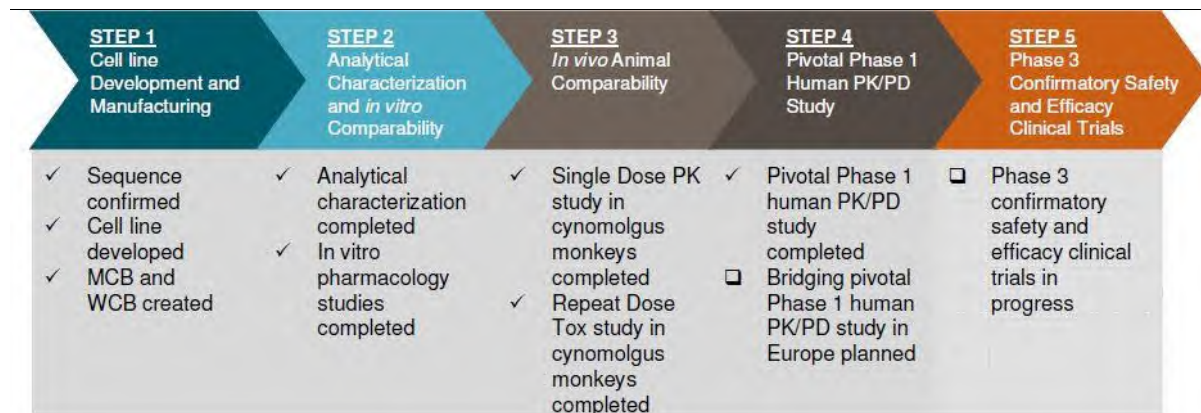 STEP 1
Cell line
Development and
Manufacturing
STEP 2
Analytical
Characterization
and in vitro
Comparability
STEP 3
In vivo Animal
Comparability
STEP 4
Pivotal Phase 1
Human PK/PD
Study
STEP 5
Phase 3
Confirmatory Safety
and Efficacy
Clinical Trials
✓ Sequence
confirmed
✓ Cell line
developed
✓ MCB and
WCB created
✓ Analytical
characterization
completed
✓ In vitro
pharmacology
studies
completed
✓ Single Dose PK
study in
cynomolgus
monkeys
completed
✓ Repeat Dose
Tox study in
cynomolgus
monkeys
completed
✓ Pivotal Phase 1
human PK/PD
study
completed
❑ Bridging pivotal
Phase 1 human
PK/PD study in
Europe planned
❑ Phase 3
confirmatory
safety and
efficacy clinical
trials in
progress